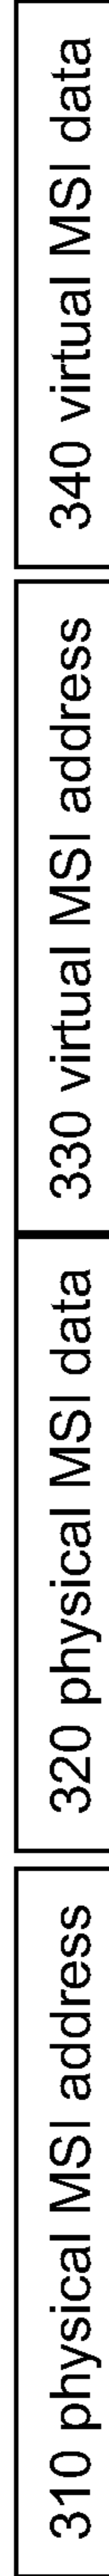 310 physical MSI address
320 physical MSI data
330 virtual MSI address
340 virtual MSI data